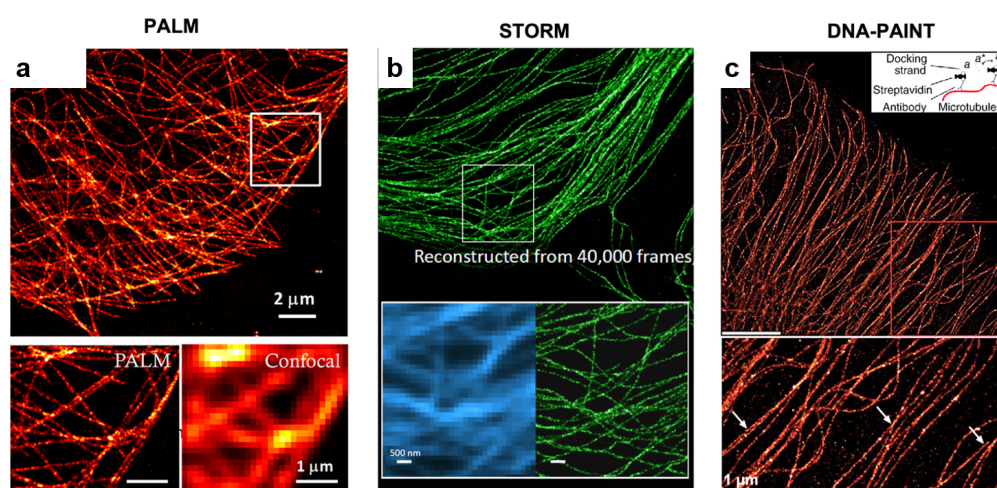 PALM
STORM
DNA-PAINT
a
2 μm
PALM
Confocal
1 μm
b
Reconstructed from 40,000 frames,
500 nm
c
Docking
strand
a
a*
Streptavidin
Antibody
Microtubule
1 μm